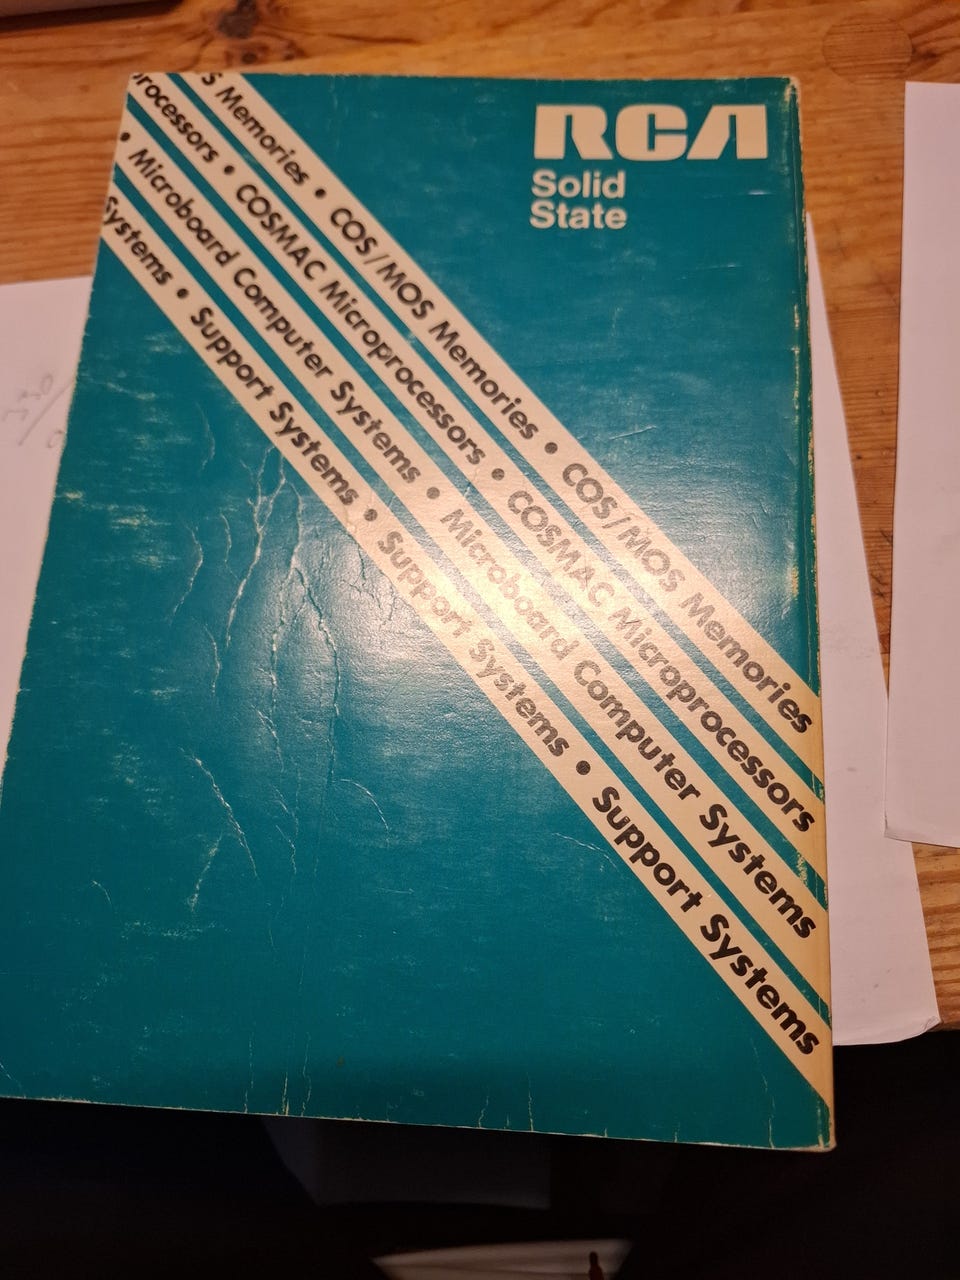 RCA
Solid
State
S Memories • COS/MOS Memories • COS/MOS Memories
rocessors • COSMAC Microprocessors • COSMAC Microprocessors
• Microboard Computer Systems • Microboard Computer Systems
Systems • Support Systems • Support Systems • Support Systems